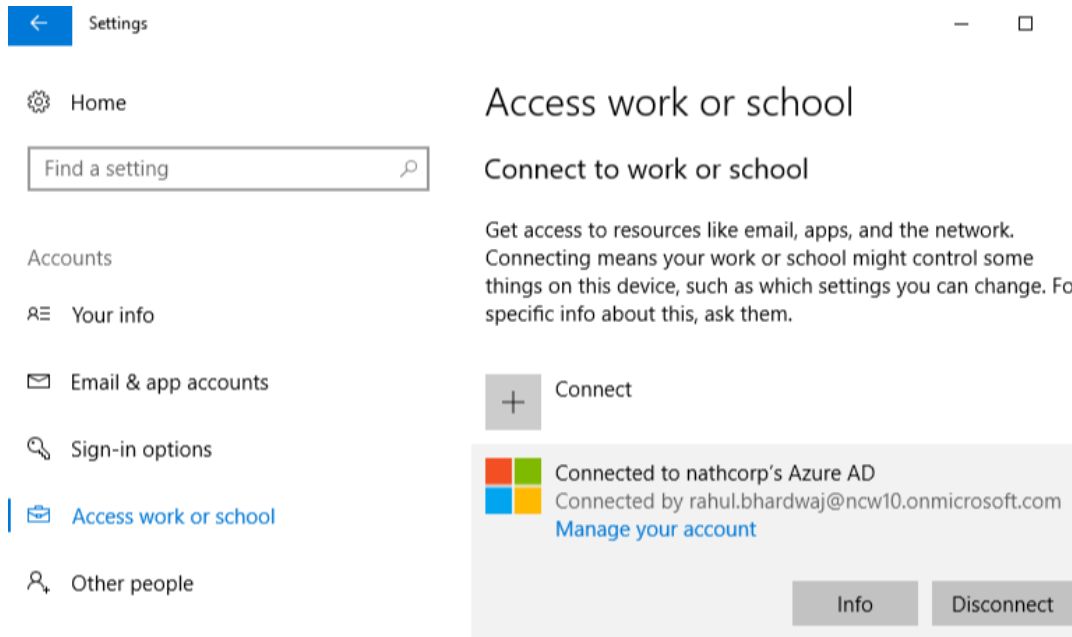 Settings
Home
Find a setting
Accounts
Your info
Email & app accounts
Sign-in options
Access work or school
Other people
Access work or school
Connect to work or school
Get access to resources like email, apps, and the network.
Connecting means your work or school might control some
things on this device, such as which settings you can change. Fo
specific info about this, ask them.
Connect
Connected to nathcorp's Azure AD
Connected by rahul.bhardwaj@ncw10.onmicrosoft.com
Manage your account
Info
Disconnect